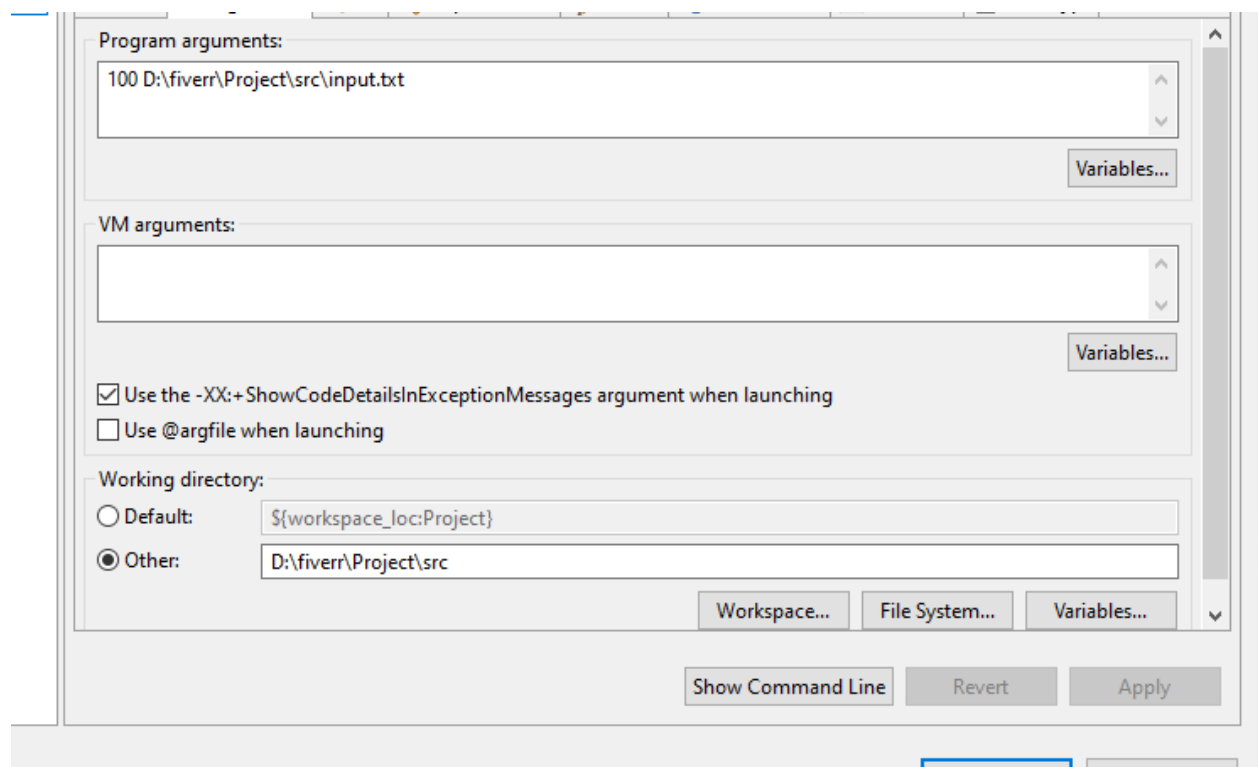 Program arguments:
100 D:\fiverr\Project\src\input.txt
Variables...
VM arguments:
Variables...
Use the -XX:+ShowCodeDetailsInExceptionMessages argument when launching
Use @argfile when launching
Working directory:
Default:
${workspace_loc:Project}
Other:
D:\fiverr\Project\src
Workspace...
File System...
Variables...
Show Command Line
Revert
Apply